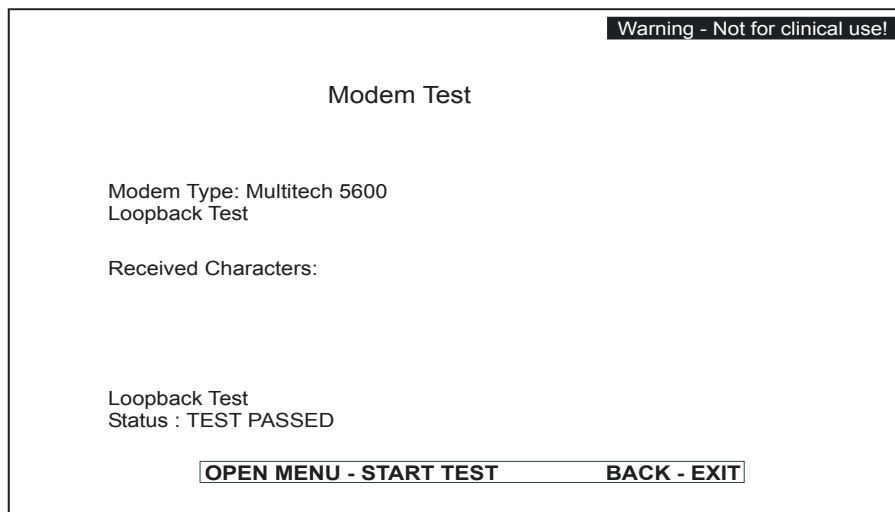 Warning - Not for clinical use!
Modem Test
Modem Type: Multitech 5600
Loopback Test
Received Characters:
Loopback Test
Status : TEST PASSED
OPEN MENU - START TEST BACK - EXIT